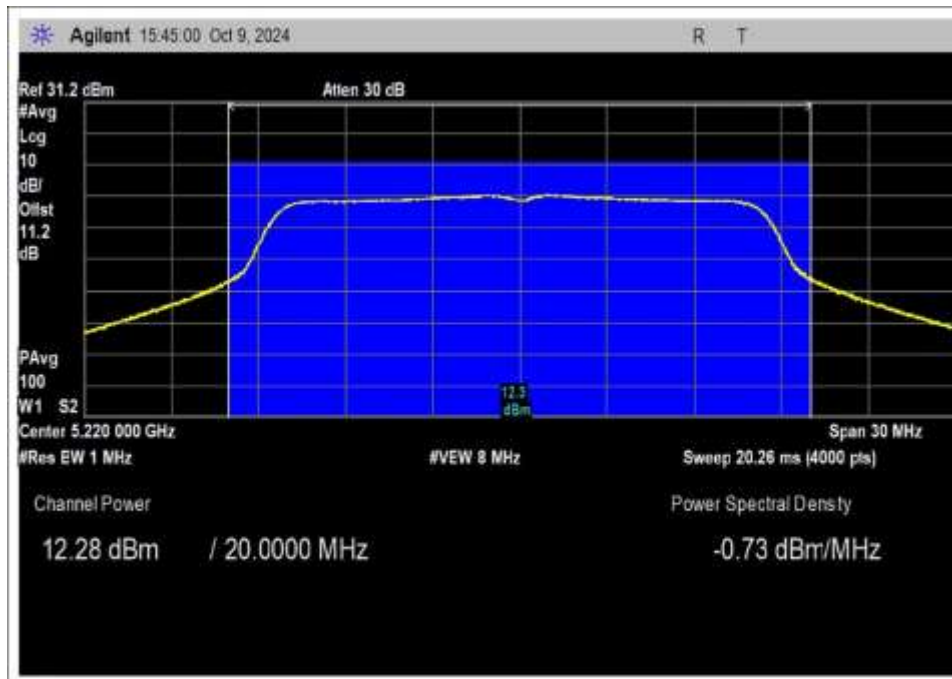 Agilent 15:45:00 Oct 9, 2024 R T
Ref 31.2 dBm Atten 30 dB
#Avg
Log
10
dB/
Offst
11.2
dB
PAvg
100
W1 S2
12.3
dBm
Center 5.220 000 GHz Span 30 MHz
#Res BW 1 MHz #VBW 8 MHz Sweep 20.26 ms (4000 pts)
Channel Power Power Spectral Density
12.28 dBm / 20.0000 MHz -0.73 dBm/MHz